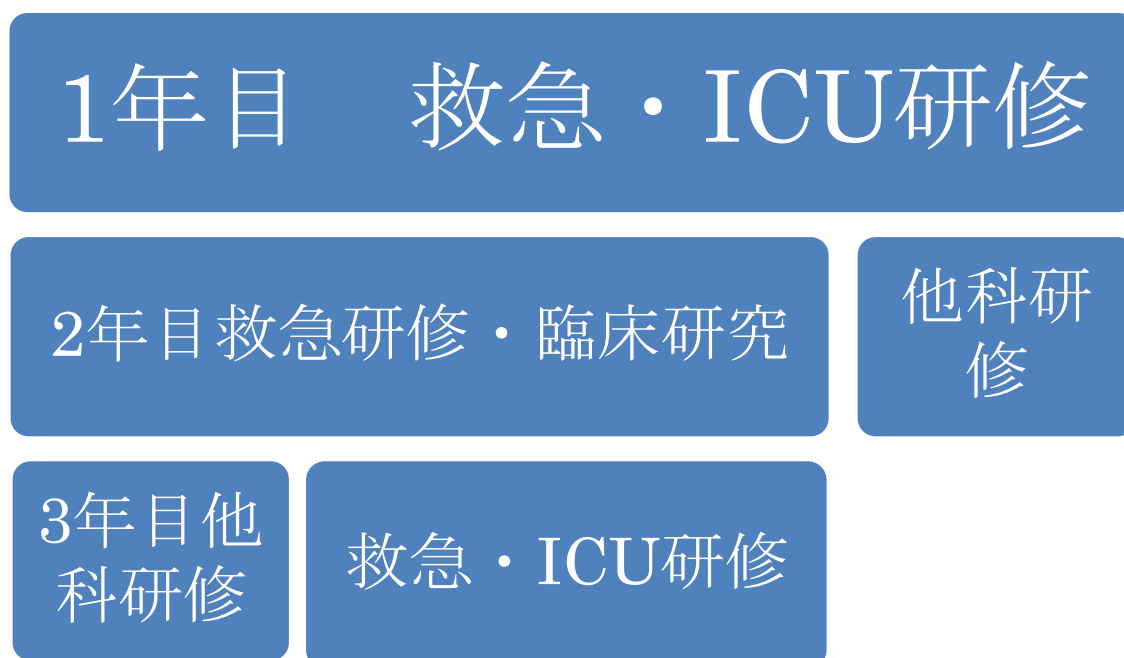 1年目　救急・ICU研修
2年目救急研修・臨床研究
他科研
修
3年目他
科研修
救急・ICU研修